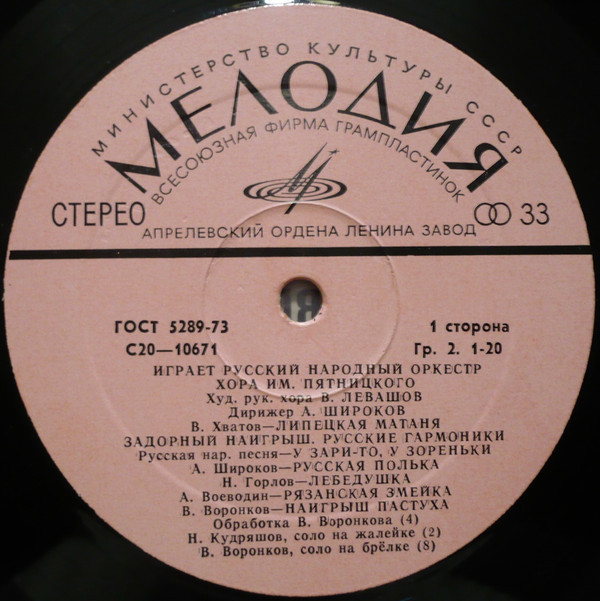 МИНИСТЕРСТВО КУЛЬТУРЫ СССР
МЕЛОДИЯ
ВСЕСОЮЗНАЯ ФИРМА ГРАМПЛАСТИНОК
СТЕРЕО
33
АПРЕЛЕВСКИЙ ОРДЕНА ЛЕНИНА ЗАВОД
ГОСТ 5289-73 1 сторона
С20—10671 Гр. 2. 1-20
ИГРАЕТ РУССКИЙ НАРОДНЫЙ ОРКЕСТР
ХОРА ИМ. ПЯТНИЦКОГО
Худ. рук. хора В. ЛЕВАШОВ
Дирижер А. ШИРОКОВ
В. Хватов—ЛИПЕЦКАЯ МАТАНЯ
ЗАДОРНЫЙ НАИГРЫШ. РУССКИЕ ГАРМОНИКИ
Русская нар. песня—У ЗАРИ-ТО, У ЗОРЕНЬКИ
А. Широков—РУССКАЯ ПОЛЬКА
Н. Горлов—ЛЕБЕДУШКА
А. Воеводин—РЯЗАНСКАЯ ЗМЕЙКА
В. Воронков—НАИГРЫШ ПАСТУХА
Обработка В. Воронкова (4)
Н. Кудряшов, соло на жалейке (2)
В. Воронков, соло на брёлке (8)